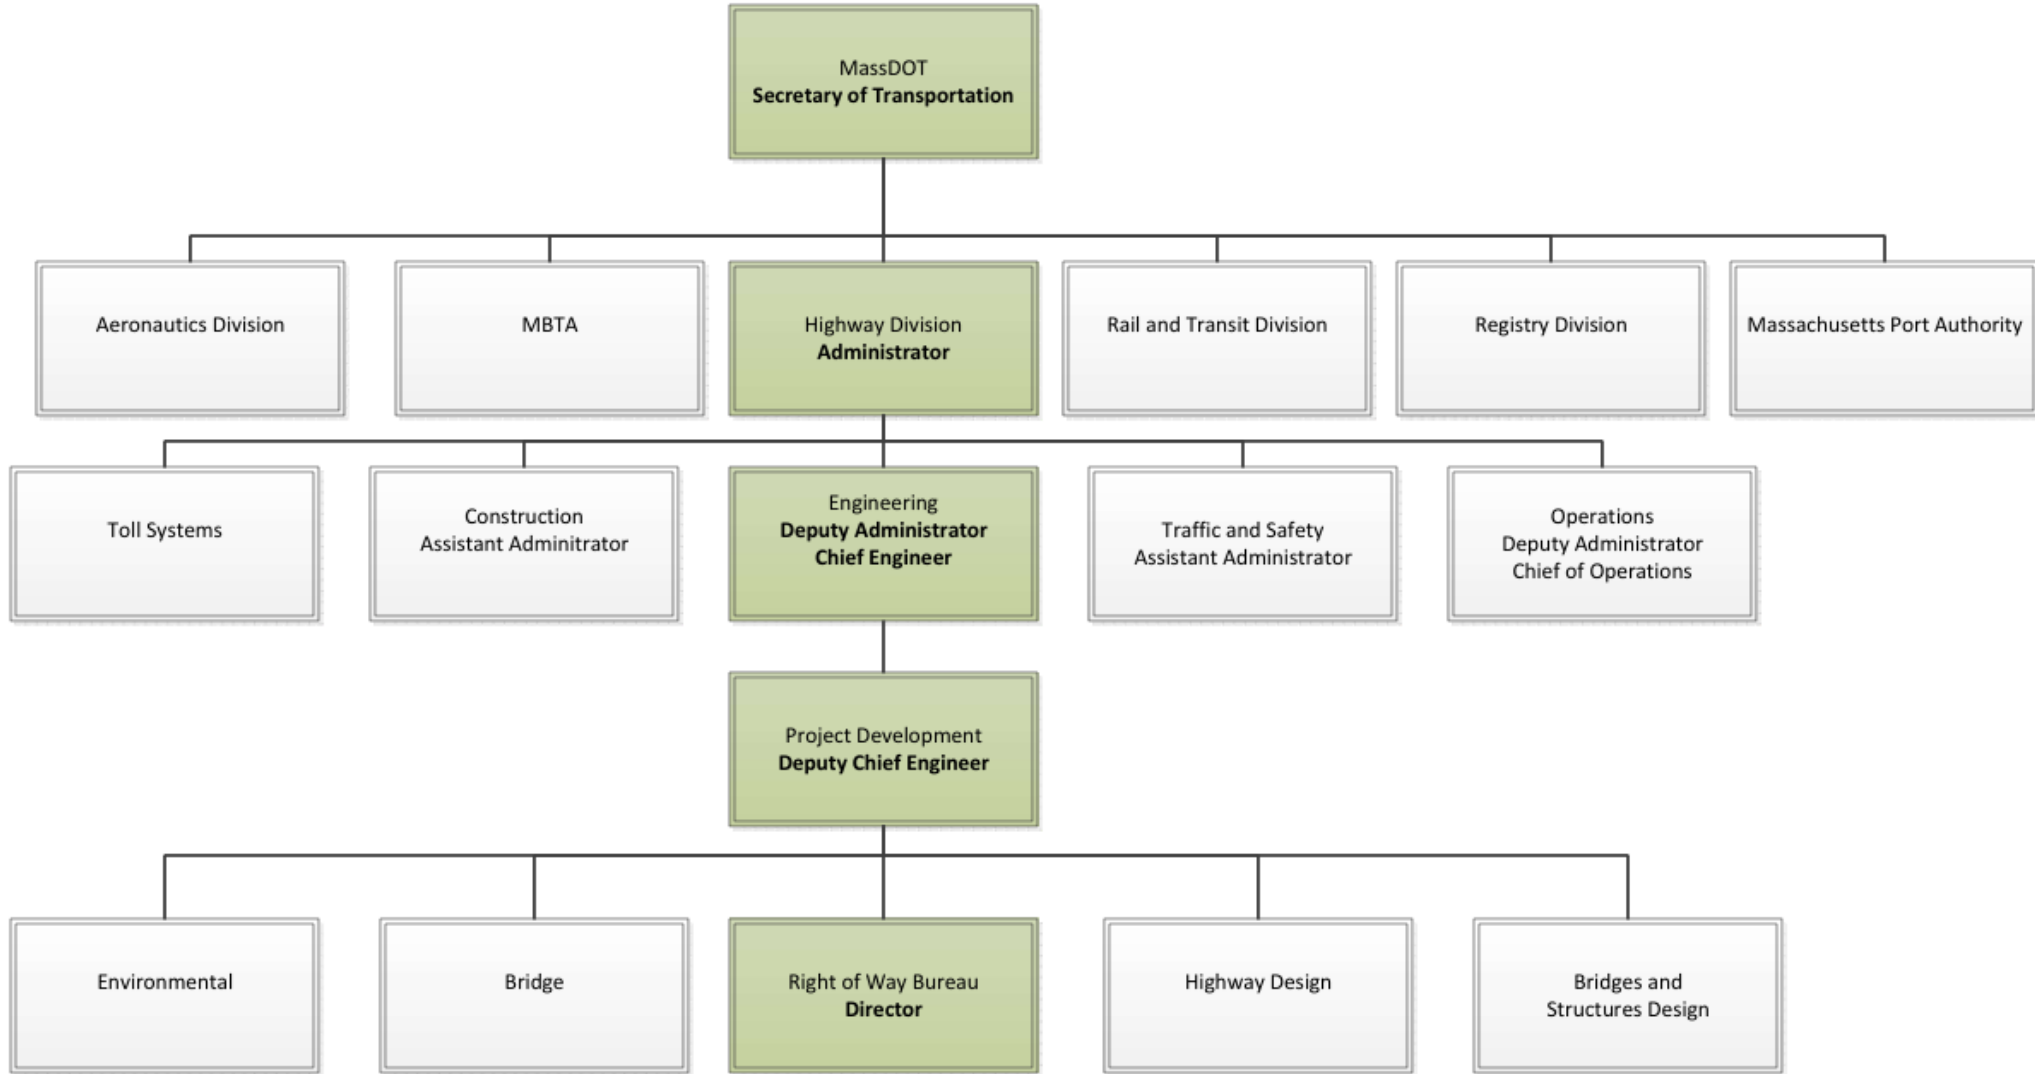 MassDOT
Secretary of Transportation
Aeronautics Division
MBTA
Highway Division
Administrator
Rail and Transit Division
Registry Division
Massachusetts Port Authority
Toll Systems
Construction
Assistant Adminitrator
Engineering
Deputy Administrator
Chief Engineer
Traffic and Safety
Assistant Administrator
Operations
Deputy Administrator
Chief of Operations
Project Development
Deputy Chief Engineer
Environmental
Bridge
Right of Way Bureau
Director
Highway Design
Bridges and
Structures Design